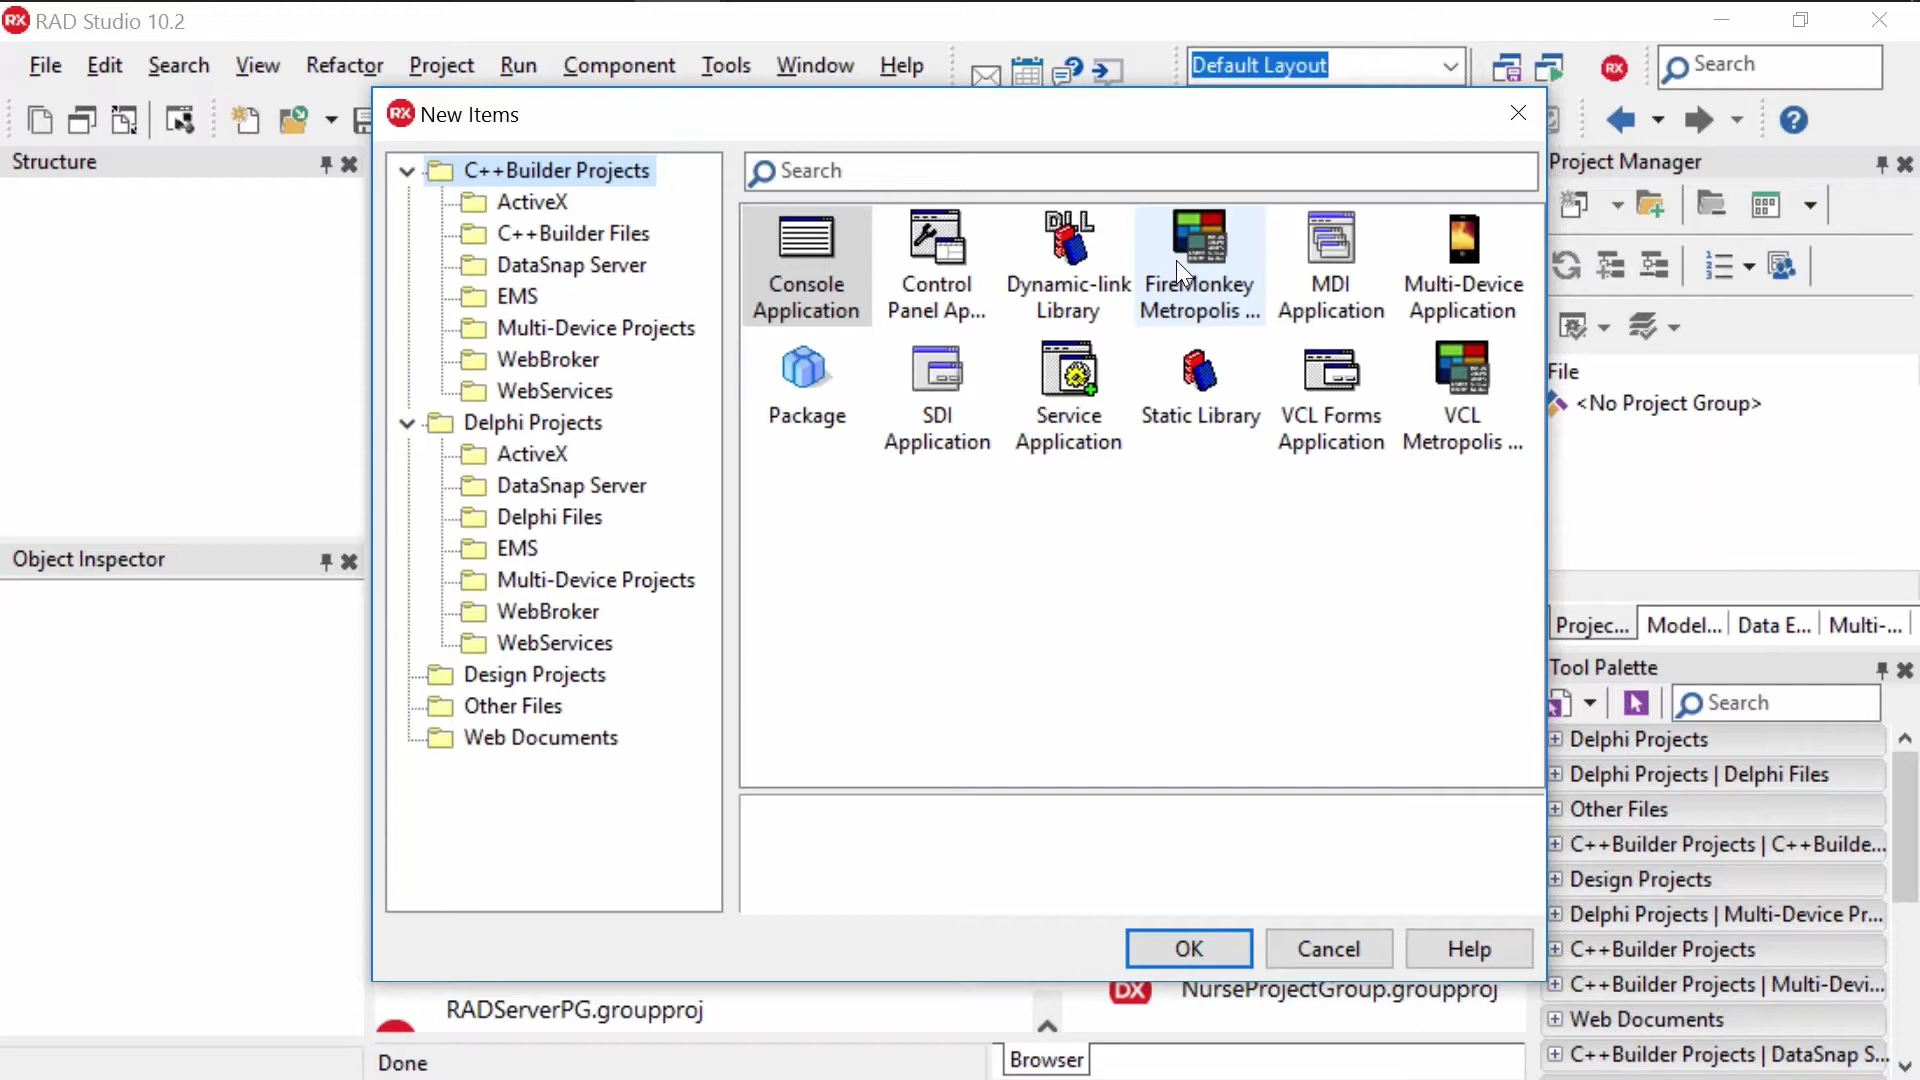 RX RAD Studio 10.2
File Edit Search View Refactor Project Run Component Tools Window Help
Default Layout
RX
Search
RX New Items
Structure
Object Inspector
C++Builder Projects
ActiveX
C++Builder Files
DataSnap Server
EMS
Multi-Device Projects
WebBroker
WebServices
Delphi Projects
ActiveX
DataSnap Server
Delphi Files
EMS
Multi-Device Projects
WebBroker
WebServices
Design Projects
Other Files
Web Documents
Search
DLL
Console Application
Control Panel Ap...
Dynamic-link Library
FireMonkey Metropolis ...
MDI Application
Multi-Device Application
Package
SDI Application
Service Application
Static Library
VCL Forms Application
VCL Metropolis ...
OK Cancel Help
RADServerPG.groupproj
DX NurseProjectGroup.groupproj
Done
Browser
Project Manager
File
<No Project Group>
Projec... Model... Data E... Multi-...
Tool Palette
Search
Delphi Projects
Delphi Projects | Delphi Files
Other Files
C++Builder Projects | C++Builde...
Design Projects
Delphi Projects | Multi-Device Pr...
C++Builder Projects
C++Builder Projects | Multi-Devi...
Web Documents
C++Builder Projects | DataSnap S...